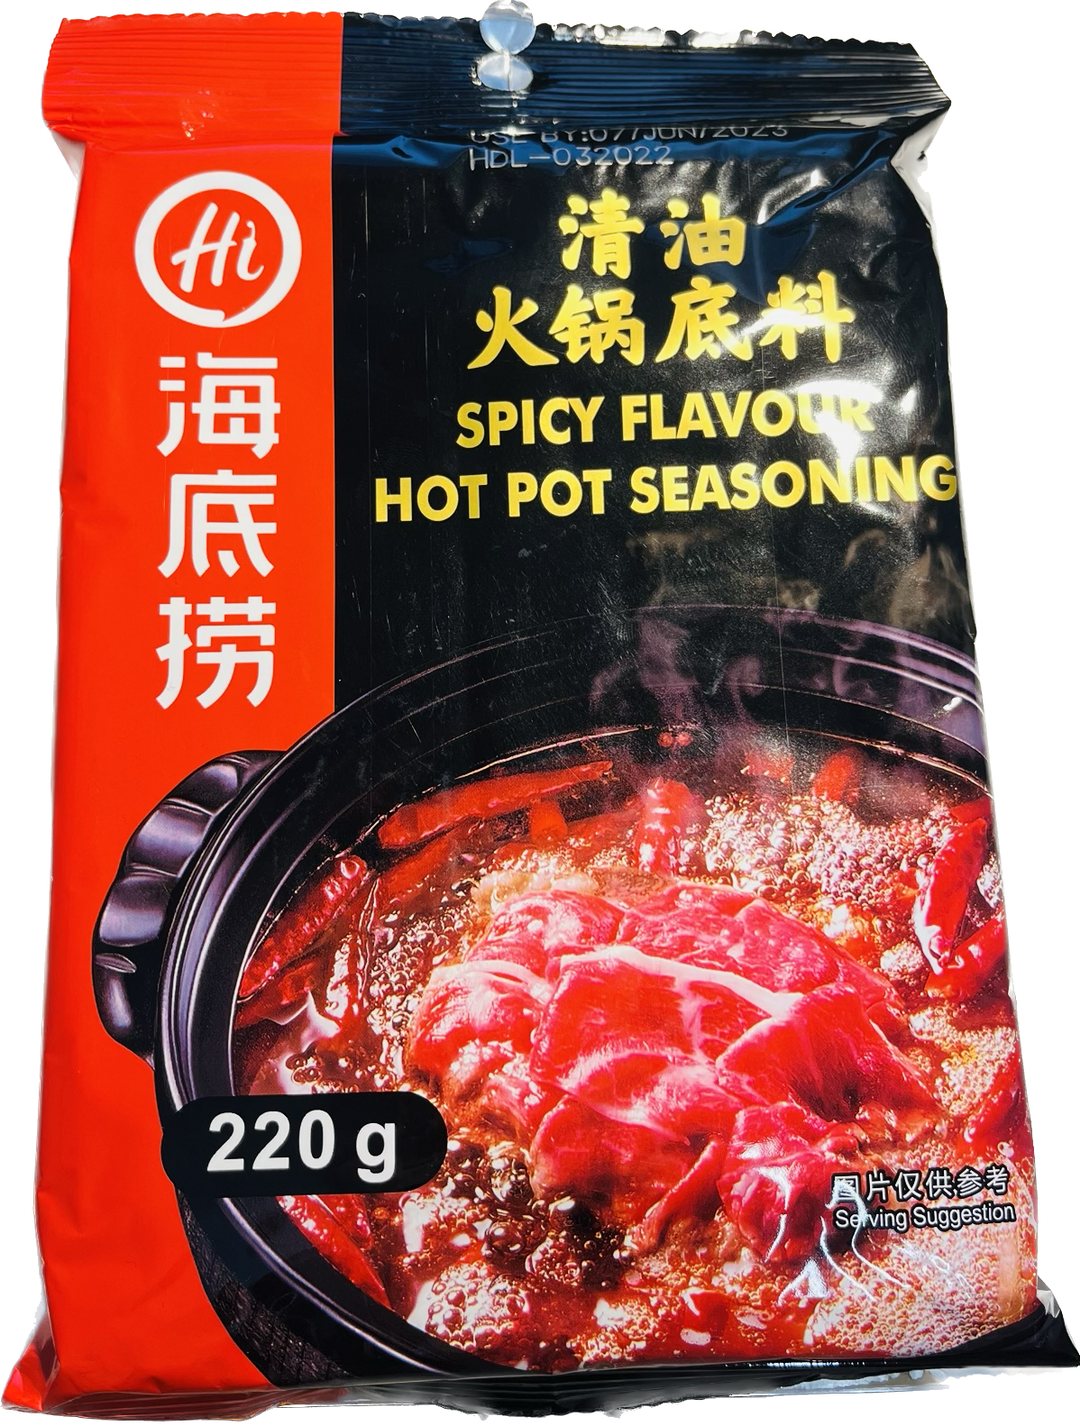 USE BY:07/JUN/2023
HDL-032022
Hi
海底捞
清油
火锅底料
SPICY FLAVOUR
HOT POT SEASONING
220 g
图片仅供参考
Serving Suggestion